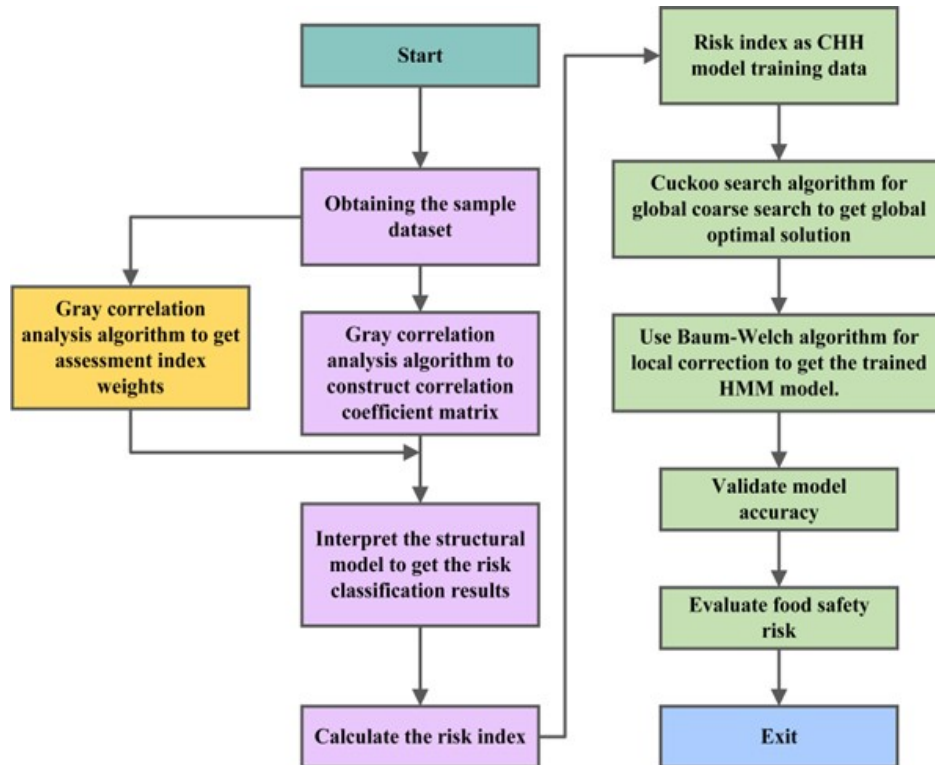 Start
Obtaining the sample
dataset
Gray correlation
analysis algorithm to get
assessment index
weights
Gray correlation
analysis algorithm to
construct correlation
coefficient matrix
Interpret the structural
model to get the risk
classification results
Calculate the risk index
Risk index as CHH
model training data
Cuckoo search algorithm for
global coarse search to get global
optimal solution
Use Baum-Welch algorithm for
local correction to get the trained
HMM model.
Validate model
accuracy
Evaluate food safety
risk
Exit